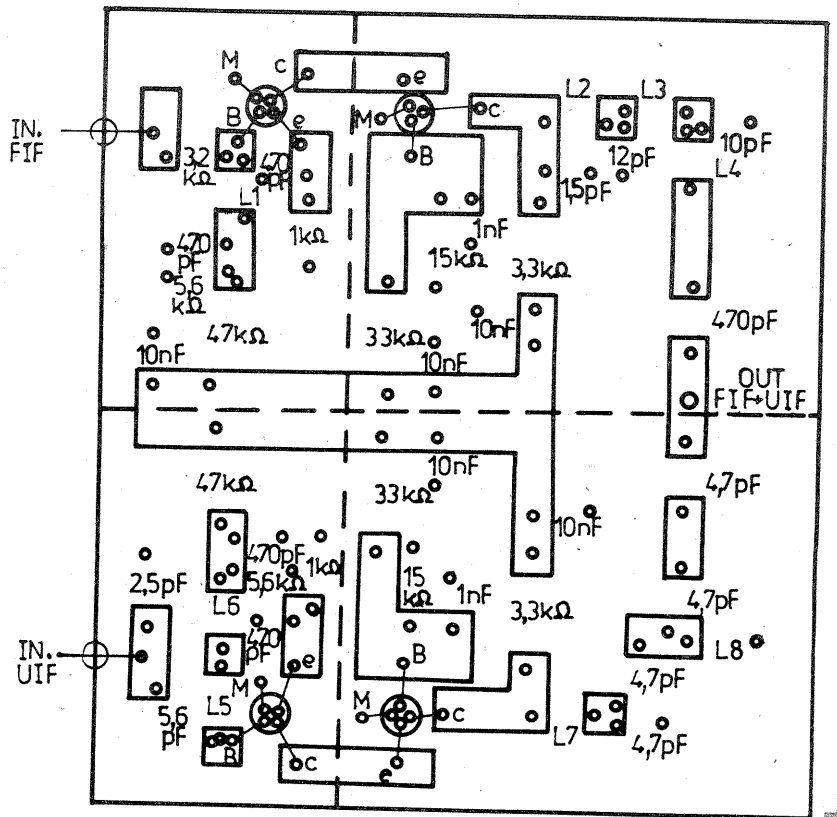 M
c
e
B
e
M
c
L2
L3
IN.
FIF
3,2
kΩ
470
pF
L1
B
12pF
10pF
1,5pF
L4
1kΩ
1nF
470
pF
15kΩ
3,3kΩ
5,6
kΩ
10nF
470pF
47kΩ
33kΩ
10nF
10nF
OUT
FIF+UIF
10nF
47kΩ
33kΩ
4,7pF
10nF
470pF
1kΩ
2,5pF
5,6kΩ
15
kΩ
1nF
3,3kΩ
4,7pF
L6
470
pF
IN.
UIF
e
B
L8
M
4,7pF
5,6
pF
L5
M
c
L7
4,7pF
B
c
e